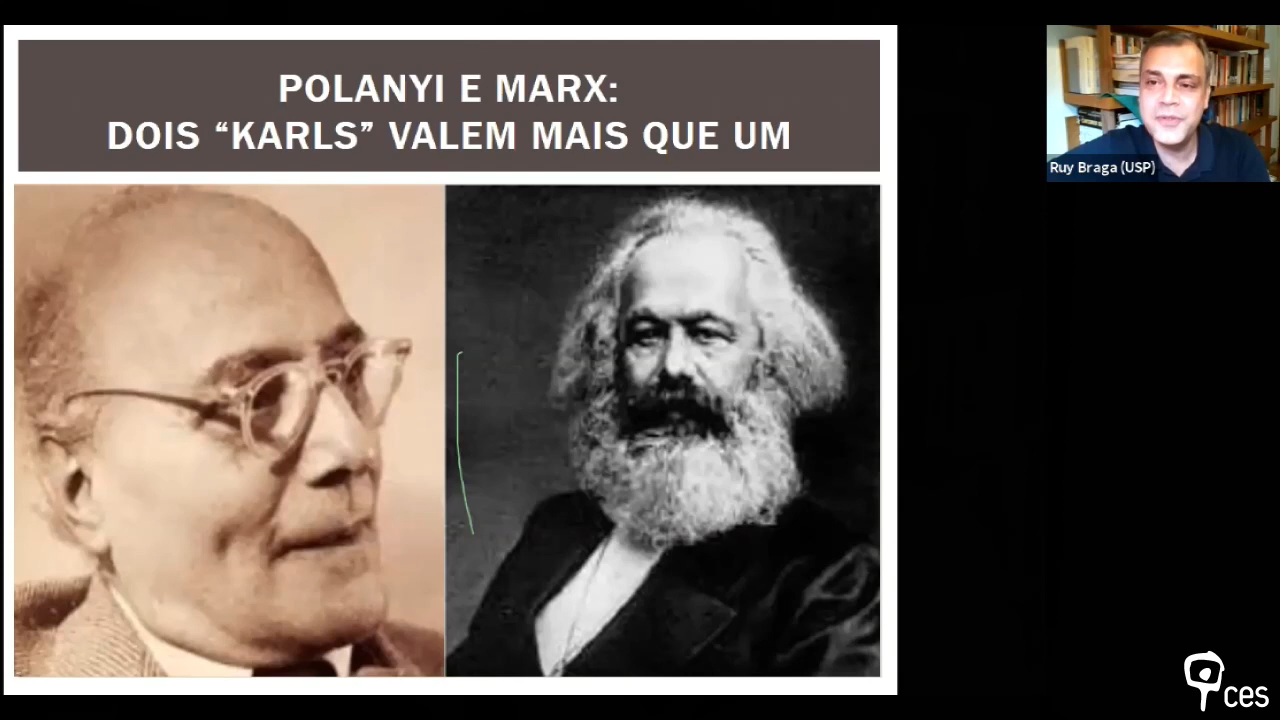 POLANYI E MARX:
DOIS “KARLS” VALEM MAIS QUE UM
Ruy Braga (USP)
ces